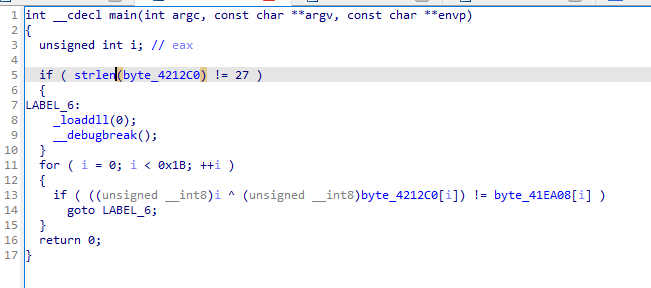 1 int __cdecl main(int argc, const char **argv, const char **envp)
2 {
3   unsigned int i; // eax
4
5   if ( strlen(byte_4212C0) != 27 )
6   {
7 LABEL_6:
8     _loaddll(0);
9     __debugbreak();
10   }
11   for ( i = 0; i < 0x1B; ++i )
12   {
13     if ( ((unsigned __int8)i ^ (unsigned __int8)byte_4212C0[i]) != byte_41EA08[i] )
14       goto LABEL_6;
15   }
16   return 0;
17 }